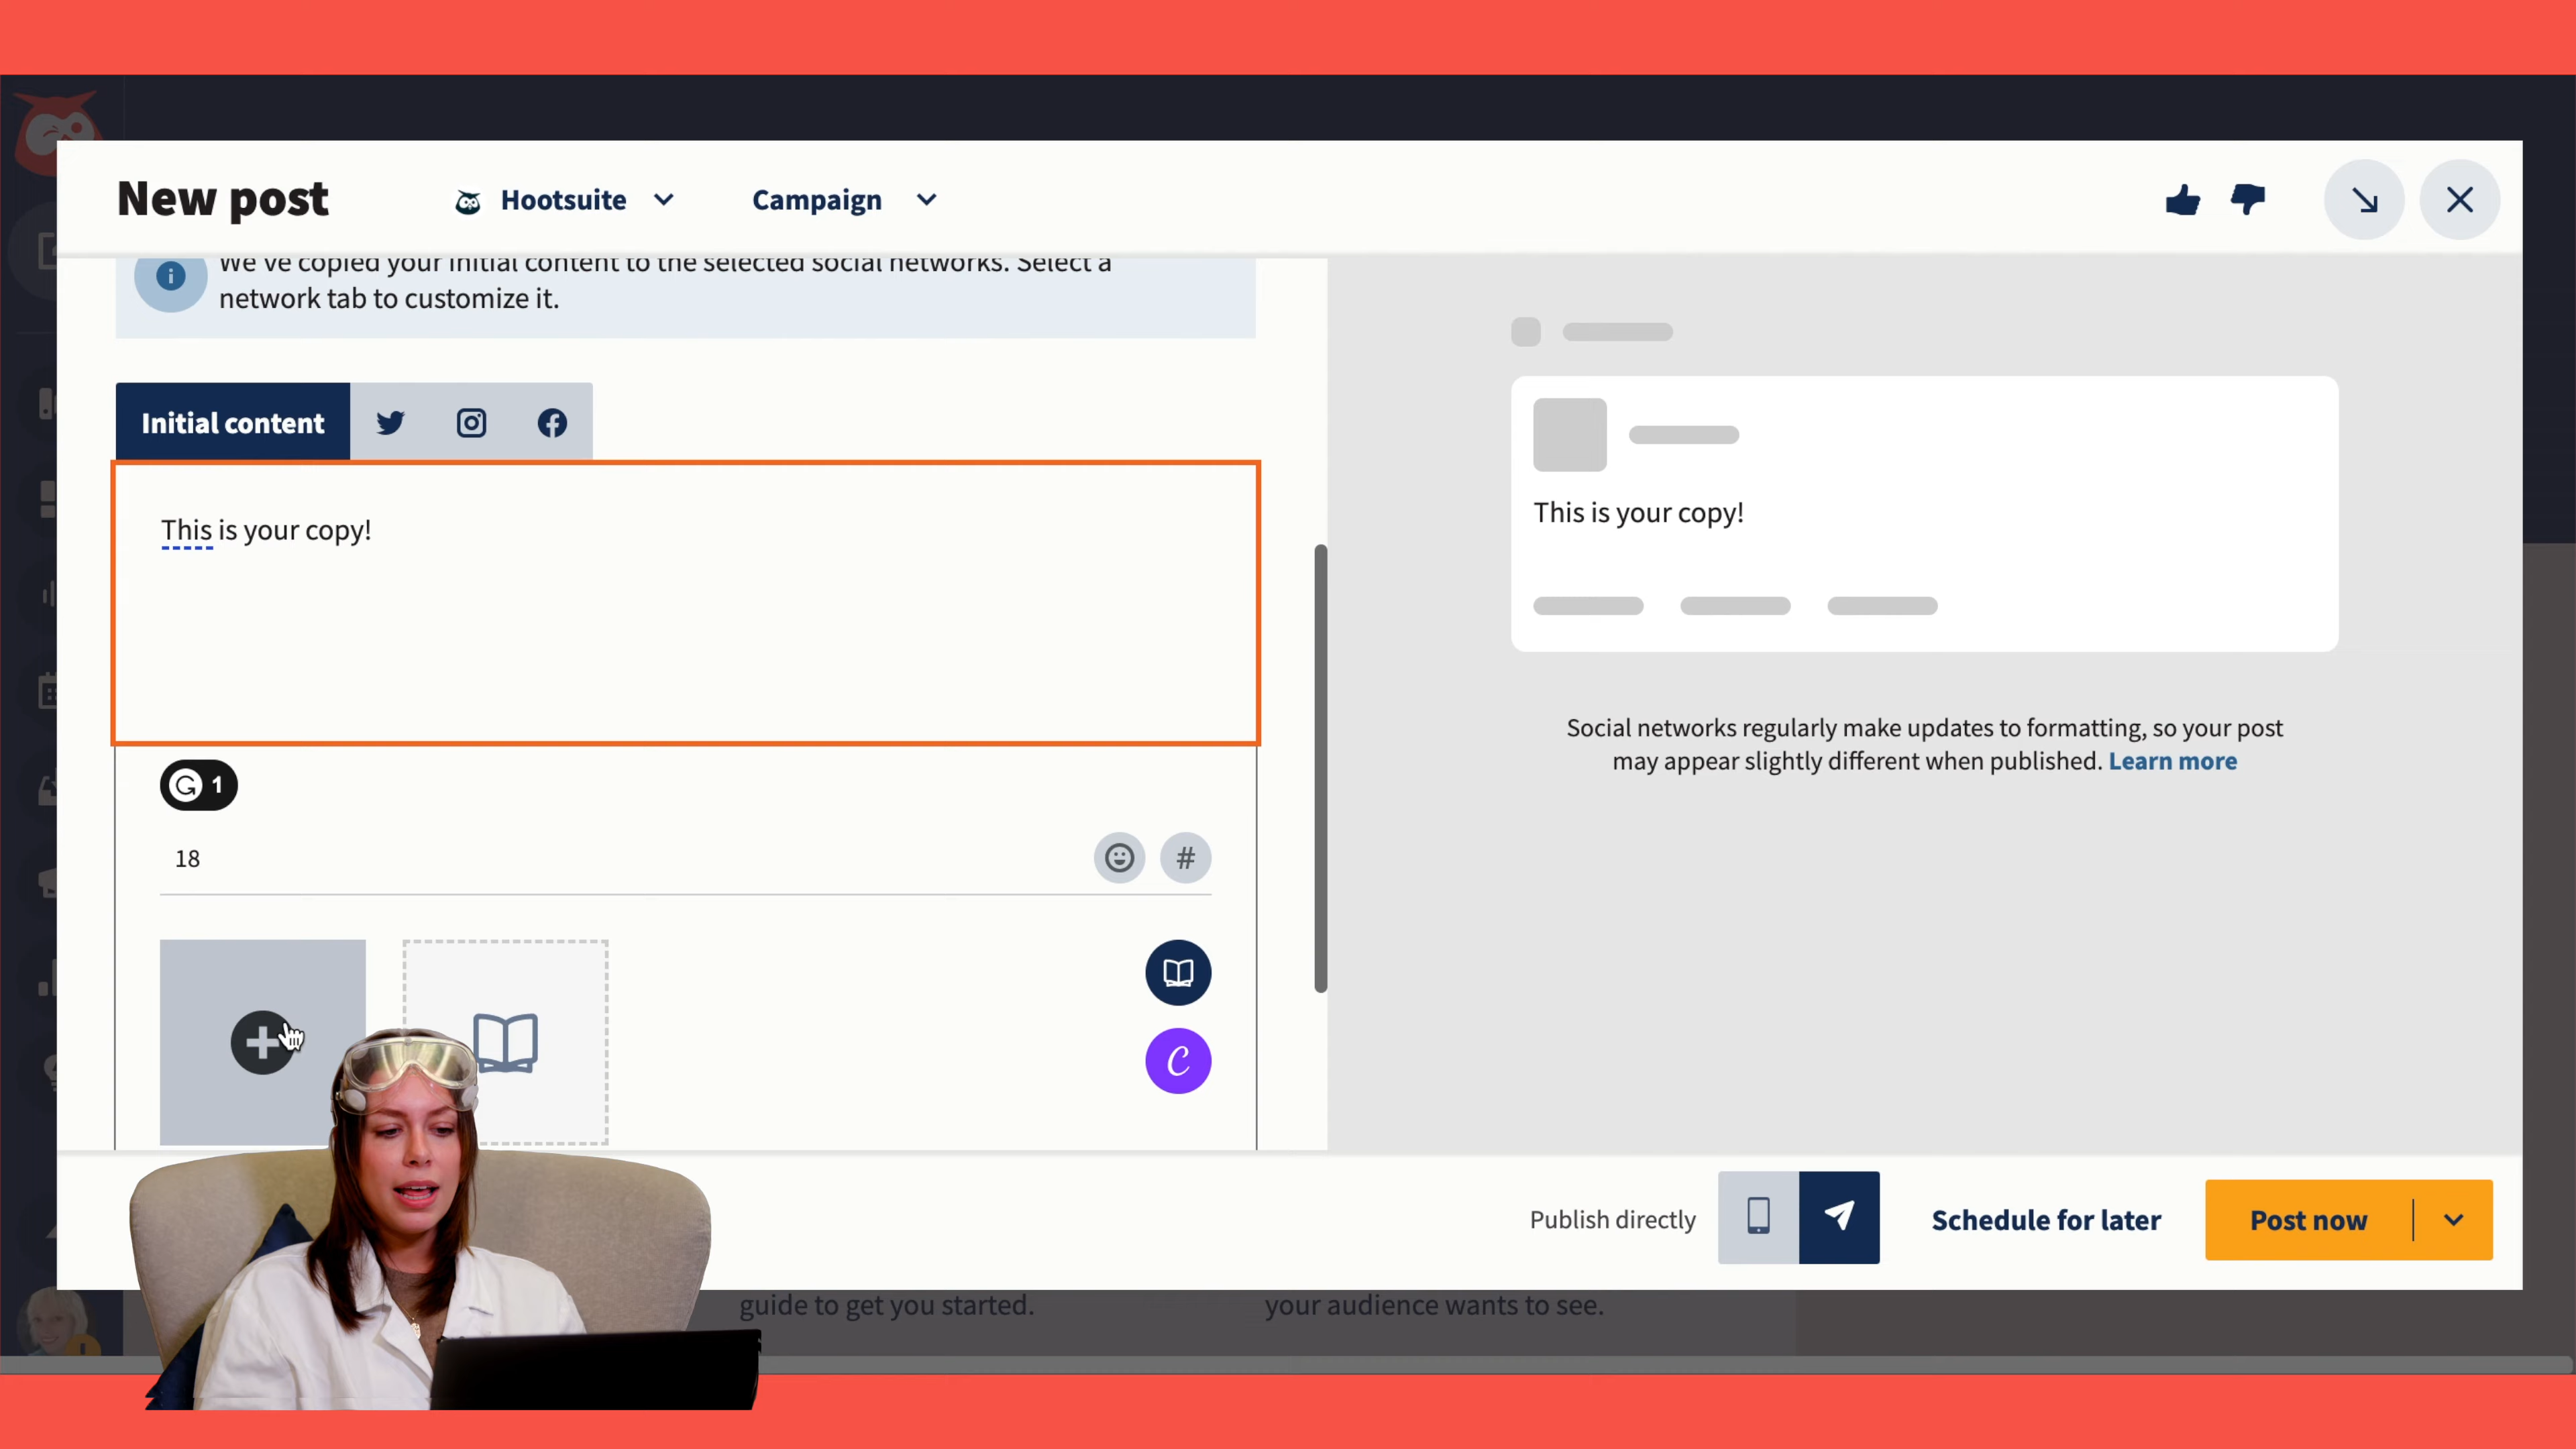 New post
Hootsuite
Campaign
We've copied your initial content to the selected social networks. Select a
network tab to customize it.
Initial content
This is your copy!
1
18
#
This is your copy!
Social networks regularly make updates to formatting, so your post
may appear slightly different when published. Learn more
Publish directly
Schedule for later
Post now
guide to get you started.
your audience wants to see.